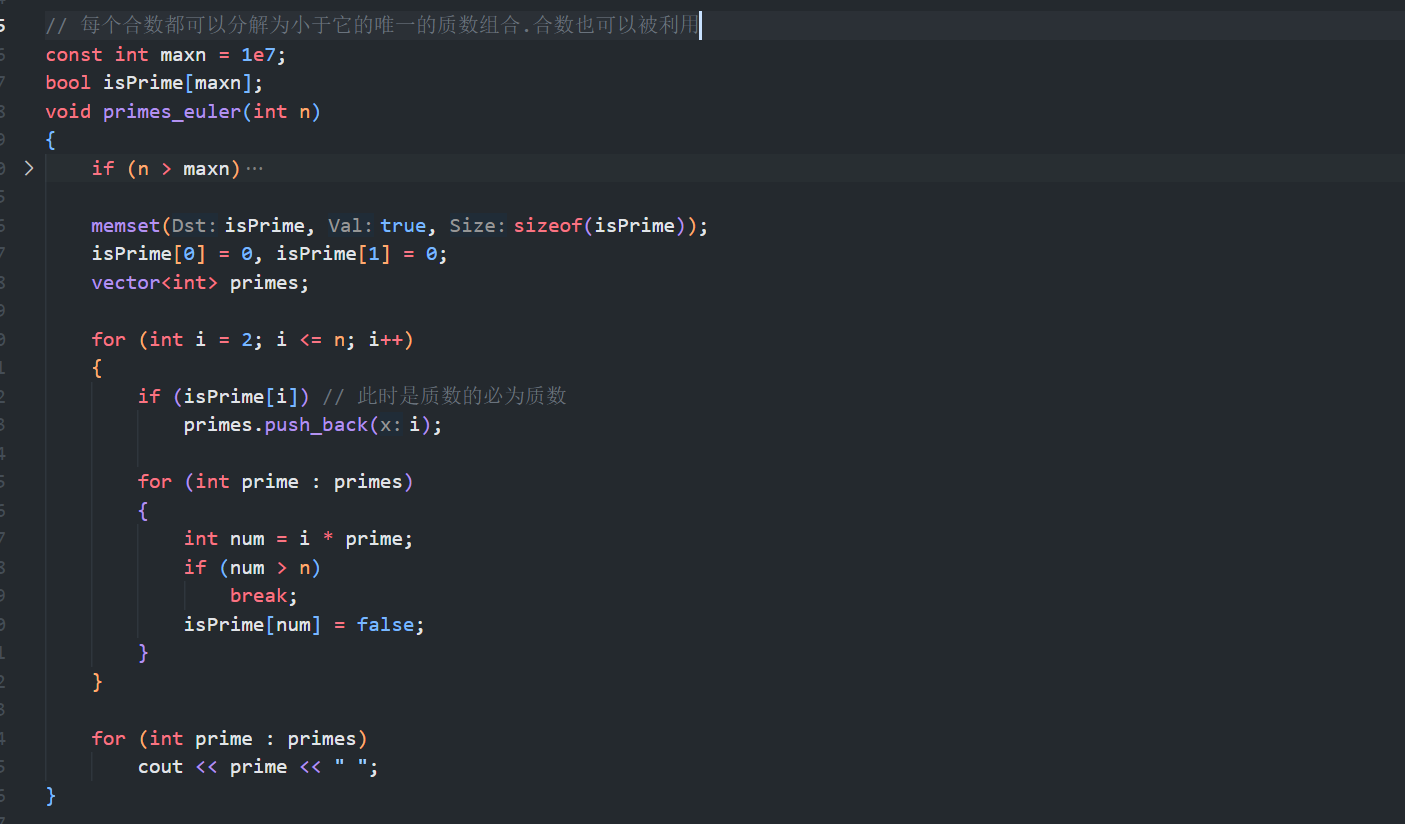 // 每个合数都可以分解为小于它的唯一的质数组合.合数也可以被利用
const int maxn = 1e7;
bool isPrime[maxn];
void primes_euler(int n)
{
if (n > maxn)⋯
memset(Dst: isPrime, Val: true, Size: sizeof(isPrime));
isPrime[0] = 0, isPrime[1] = 0;
vector<int> primes;
for (int i = 2; i <= n; i++)
{
if (isPrime[i]) // 此时是质数的必为质数
primes.push_back(x: i);
for (int prime : primes)
{
int num = i * prime;
if (num > n)
break;
isPrime[num] = false;
}
}
for (int prime : primes)
cout << prime << " ";
}